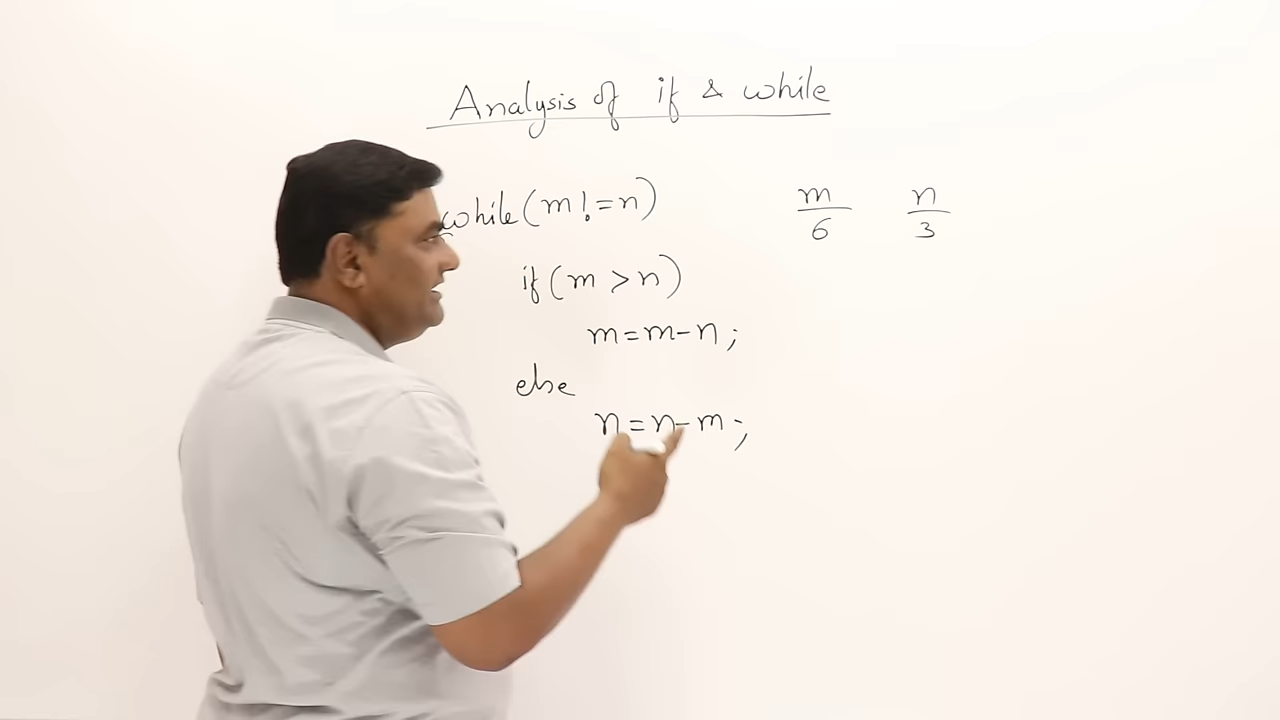 Analysis of if & while
while(m!=n)
if(m>n)
m=m-n;
else
n=n-m;
m n
6 3